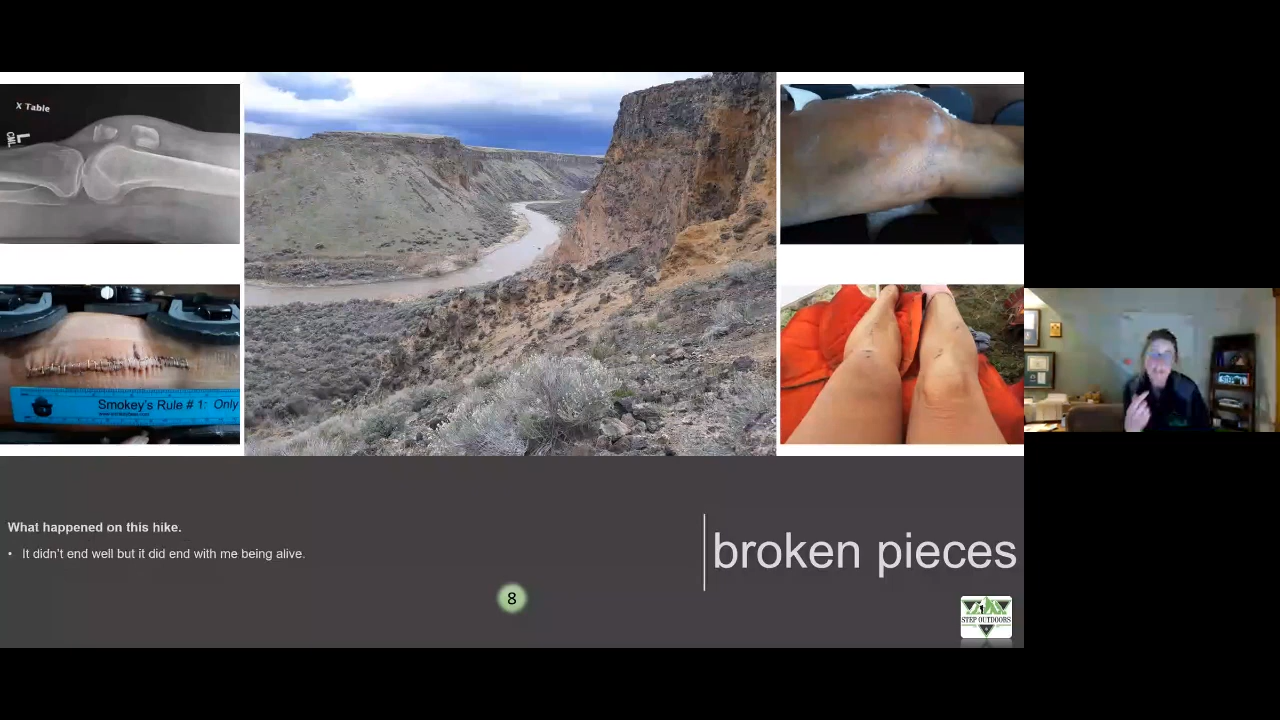 X Table
L
CML
Smokey's Rule # 1: Only
What happened on this hike.
• It didn't end well but it did end with me being alive.
broken pieces
8
STEP OUTDOORS